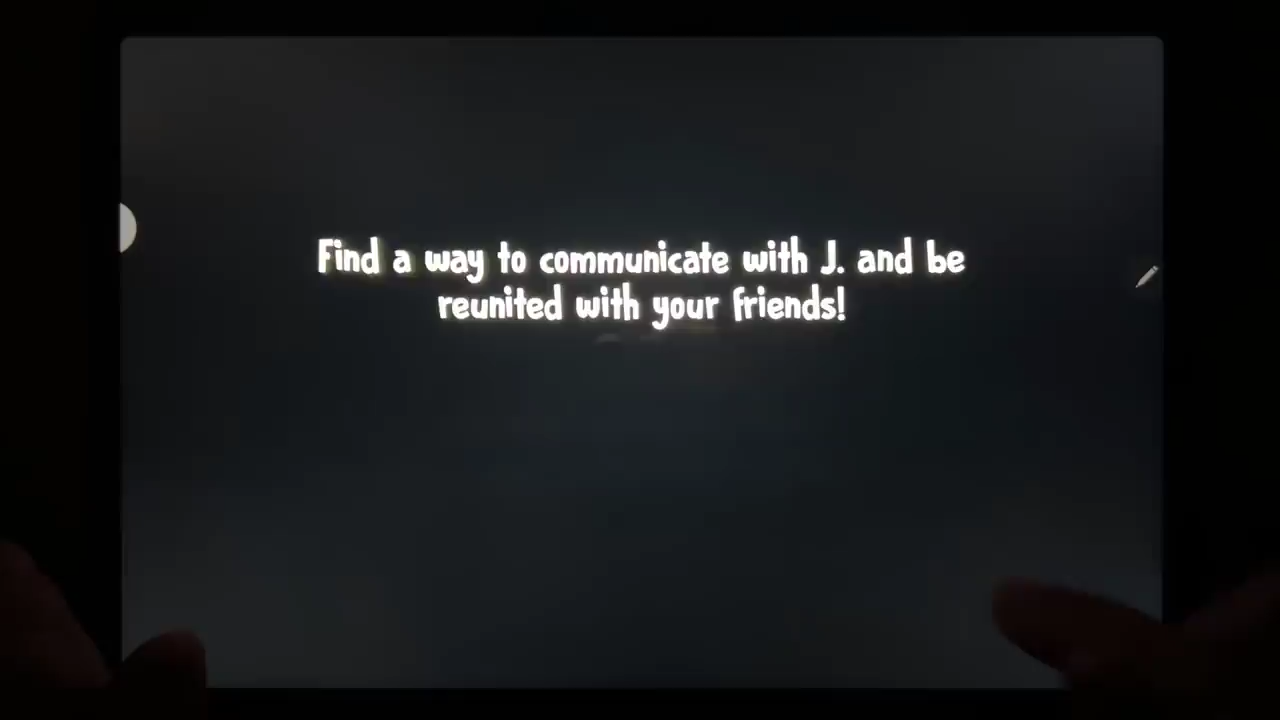 Find a way to communicate with J. and be
reunited with your friends!